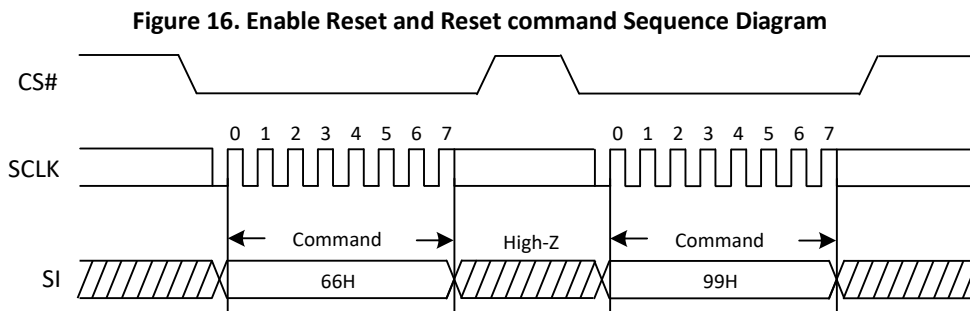 Figure 16. Enable Reset and Reset command Sequence Diagram
CS#
0 1 2 3 4 5 6 7 0 1 2 3 4 5 6 7
SCLK
Command High-Z Command
SI 66H 99H